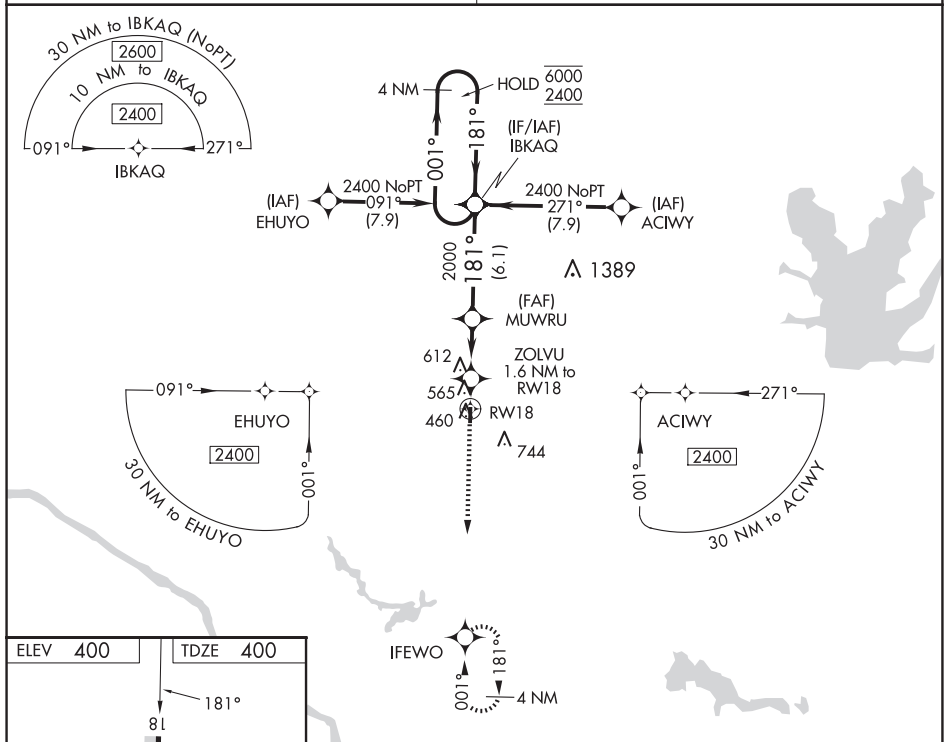 30 NM to IBKAQ (NoPT)
2600
10 NM to IBKAQ
2400
091°
271°
IBKAQ
4 NM
HOLD 6000
2400
001°
181°
(IF/IAF)
IBKAQ
(IAF)
EHUYO
2400 NoPT
091°
(7.9)
2400 NoPT
271°
(7.9)
(IAF)
ACIWY
2000
181°
(6.1)
1389
(FAF)
MUWRU
612
ZOLVU
1.6 NM to
RW18
565
460
RW18
744
091°
EHUYO
2400
001°
30 NM to EHUYO
271°
ACIWY
2400
001°
30 NM to ACIWY
IFEWO
001°
181°
4 NM
ELEV 400
TDZE 400
181°
18